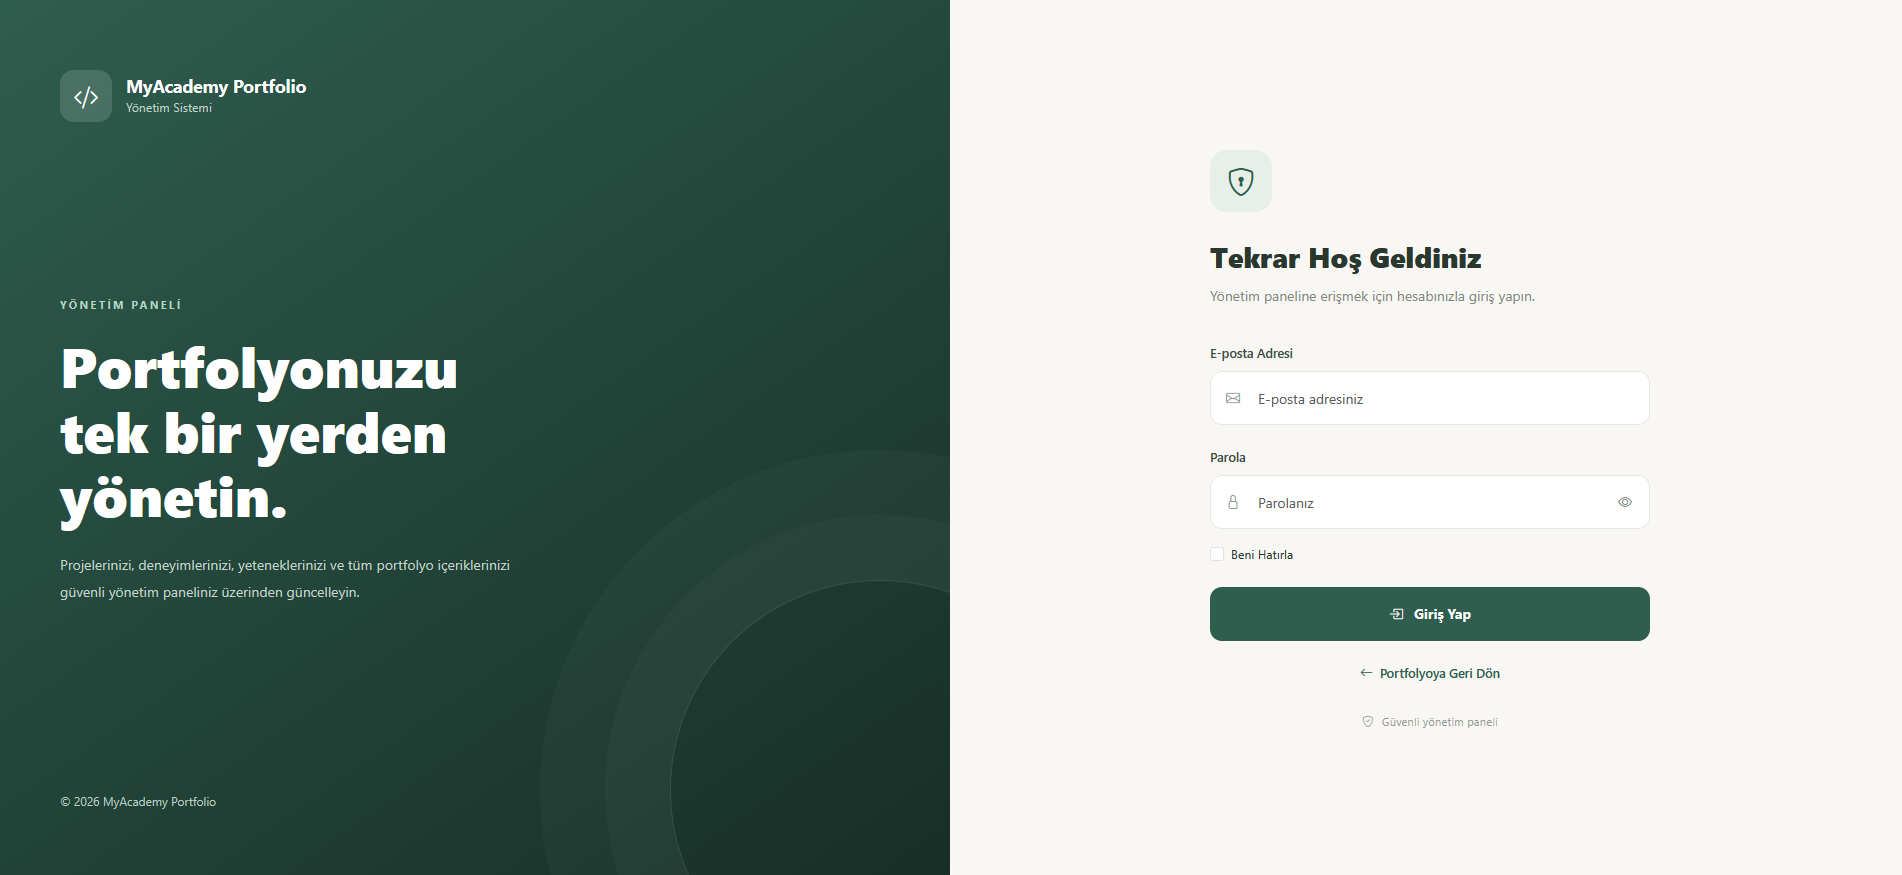 MyAcademy Portfolio
Yönetim Sistemi
YÖNETİM PANELİ
Portfolyonuzu
tek bir yerden
yönetin.
Projelerinizi, deneyimlerinizi, yeteneklerinizi ve tüm portfolyo içeriklerinizi
güvenli yönetim paneliniz üzerinden güncelleyin.
© 2026 MyAcademy Portfolio
Tekrar Hoş Geldiniz
Yönetim paneline erişmek için hesabınızla giriş yapın.
E-posta Adresi
E-posta adresiniz
Parola
Parolanız
Beni Hatırla
Giriş Yap
← Portfolyoya Geri Dön
Güvenli yönetim paneli